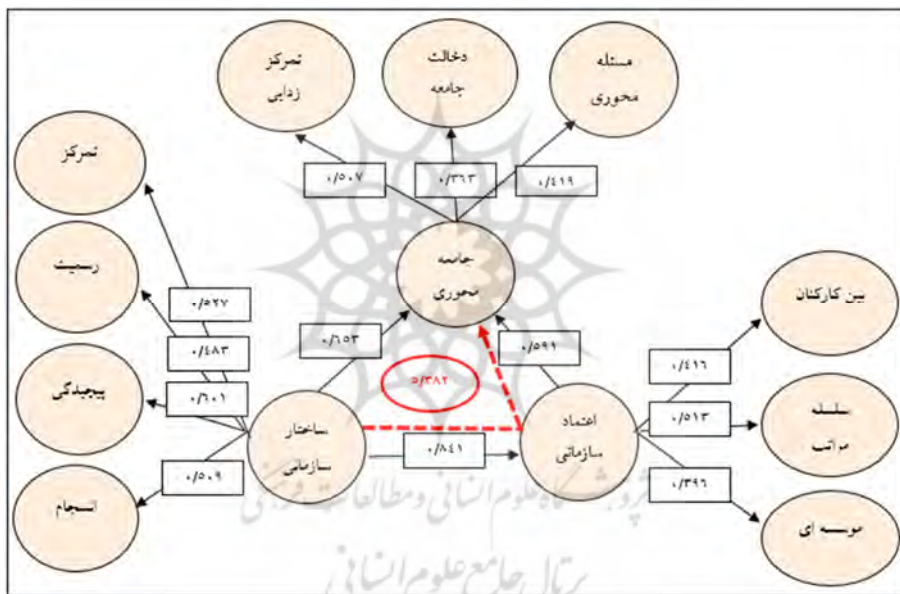 تمرکز
زدایی
دخالت
جامعه
مسئله
محوری
تمرکز
۰/۵۰۷
۰/۳۶۳
۰/۴۱۹
رسمیت
جامعه
محوری
بین کارکنان
۰/۵۲۷
۰/۴۸۳
۰/۶۵۳
۰/۵۹۹
۰/۴۱۶
پیچیدگی
۰/۶۰۱
۵/۳۸۲
ساختار
سازمانی
اعتماد
سازمانی
۰/۵۱۳
سلسله
مراتب
۰/۸۴۱
۰/۵۰۹
۰/۳۹۶
انسجام
موسسه ای
پژوهشگاه علوم انسانی و مطالعات فرهنگی
پرتال جامع علوم انسانی